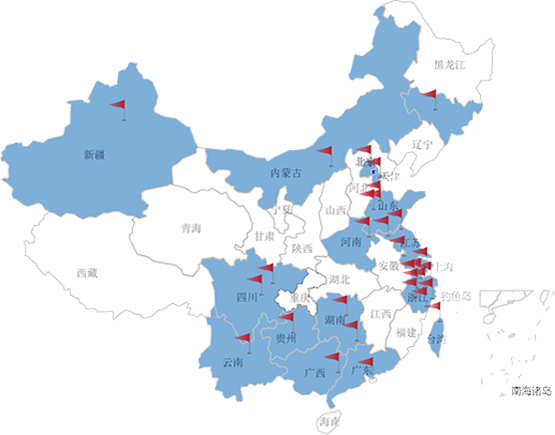 黑龙江
辽宁
新疆
内蒙古
北京
天津
河北
山西
山东
青海
宁夏
甘肃
陕西
河南
江苏
西藏
安徽
上海
四川
重庆
湖北
浙江
钓鱼岛
湖南
江西
贵州
福建
云南
台湾
广西
广东
南海诸岛
海南